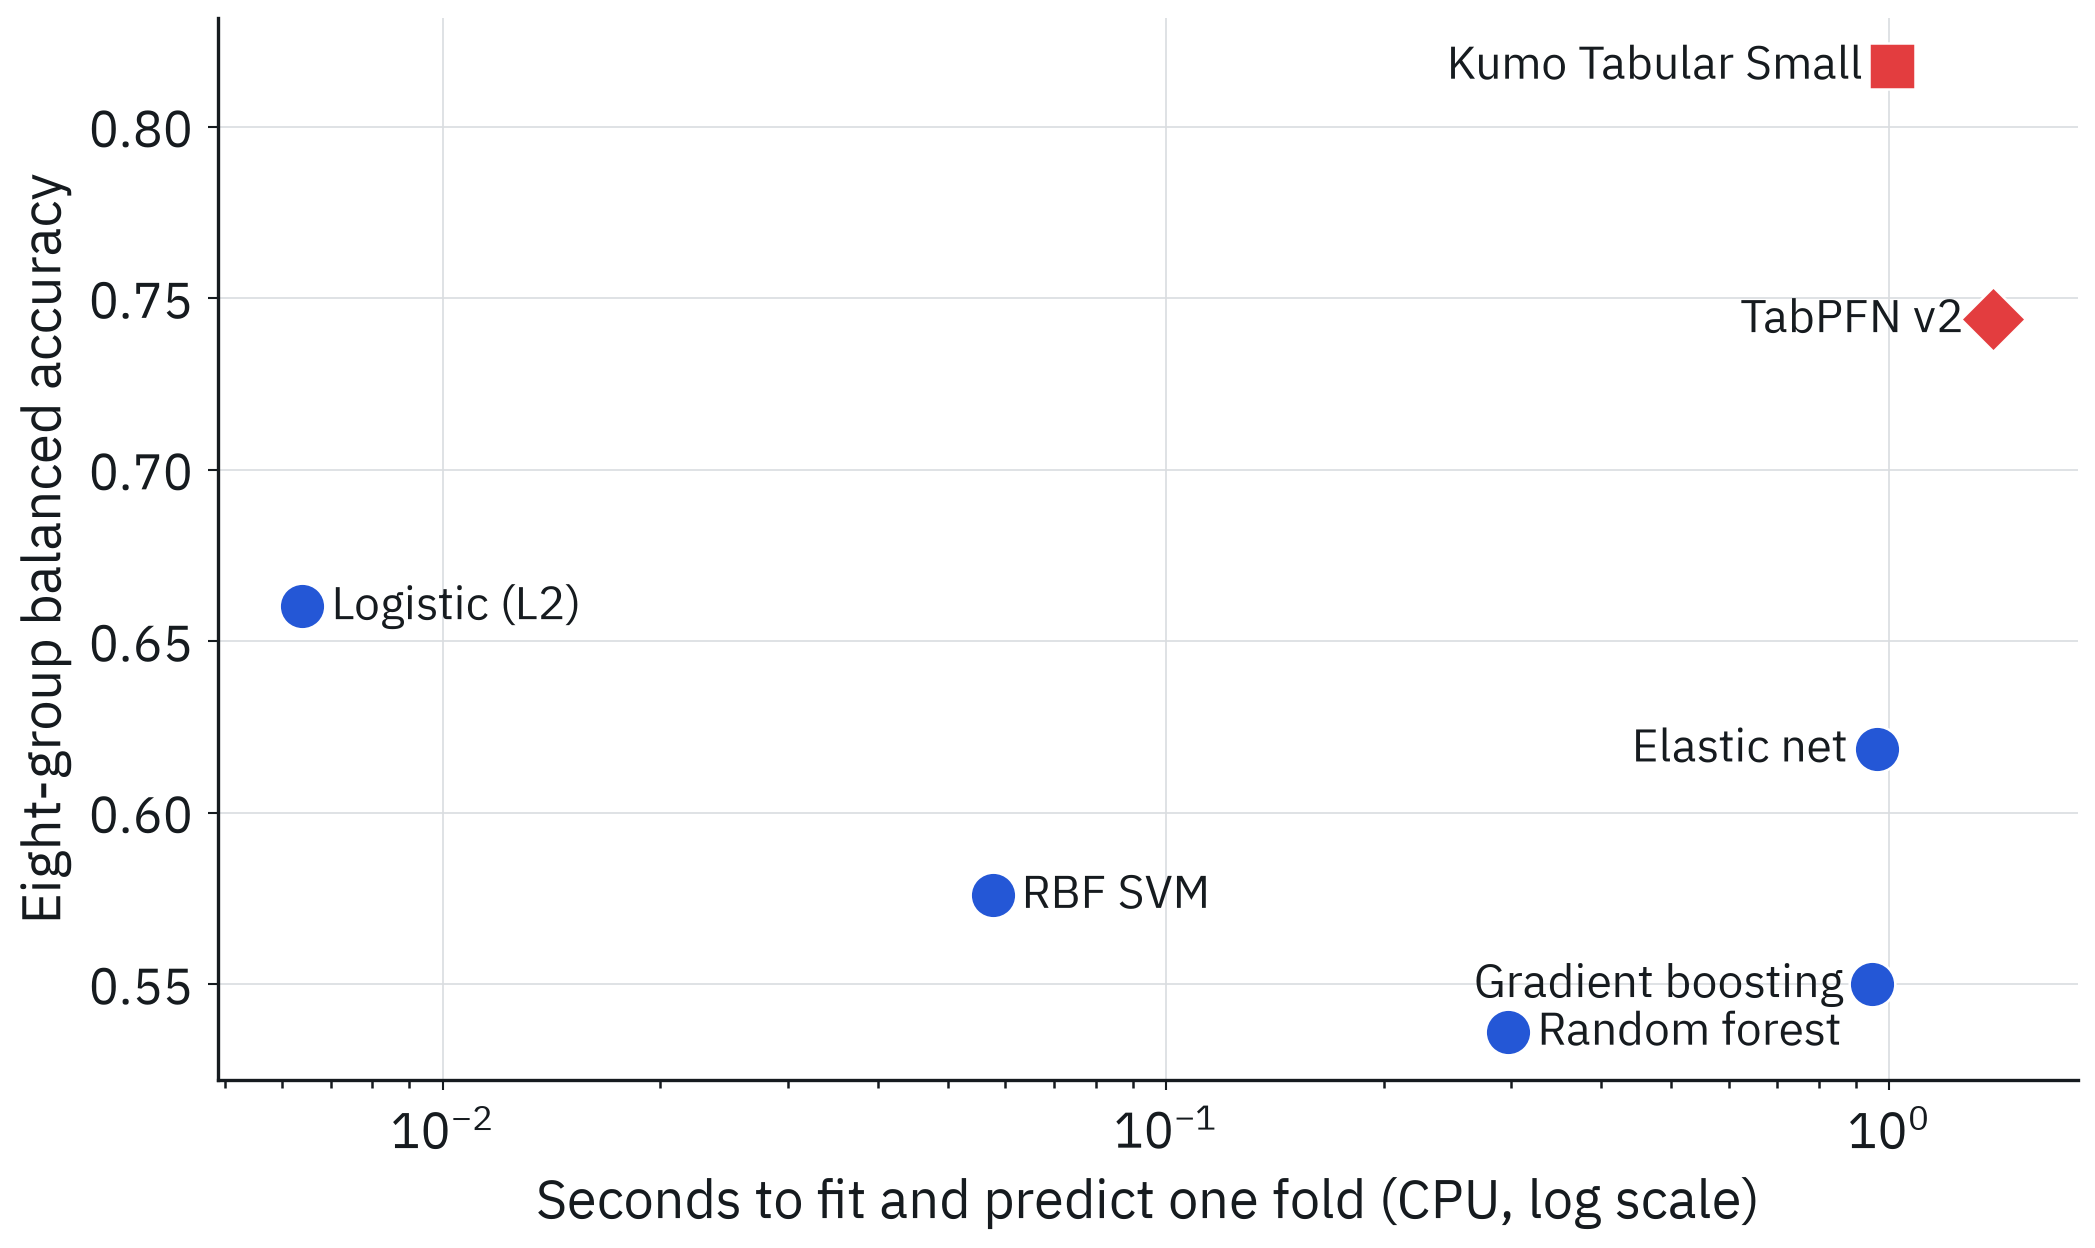 Eight-group balanced accuracy
0.80
0.75
0.70
0.65
0.60
0.55
Kumo Tabular Small
TabPFN v2
Logistic (L2)
Elastic net
RBF SVM
Gradient boosting
Random forest
10⁻²
10⁻¹
10⁰
Seconds to fit and predict one fold (CPU, log scale)